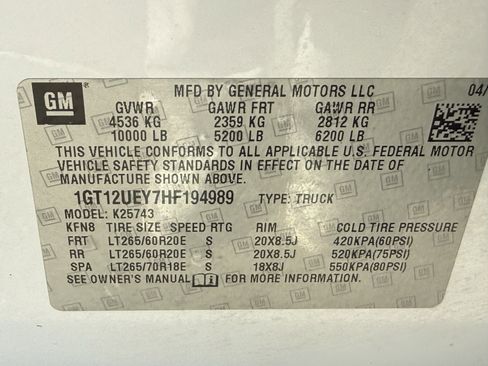 GM
MFD BY GENERAL MOTORS LLC 04/
GVWR GAWR FRT GAWR RR
4536 KG 2359 KG 2812 KG
10000 LB 5200 LB 6200 LB
THIS VEHICLE CONFORMS TO ALL APPLICABLE U.S. FEDERAL MOTOR
VEHICLE SAFETY STANDARDS IN EFFECT ON THE DATE OF
MANUFACTURE SHOWN ABOVE.
1GT12UEY7HF194989 TYPE: TRUCK
MODEL: K25743
KFN8 TIRE SIZE SPEED RTG RIM COLD TIRE PRESSURE
FRT LT265/60R20E S 20X8.5J 420KPA(60PSI)
RR LT265/60R20E S 20X8.5J 520KPA(75PSI)
SPA LT265/70R18E S 18X8J 550KPA(80PSI)
SEE OWNER'S MANUAL FOR MORE INFORMATION